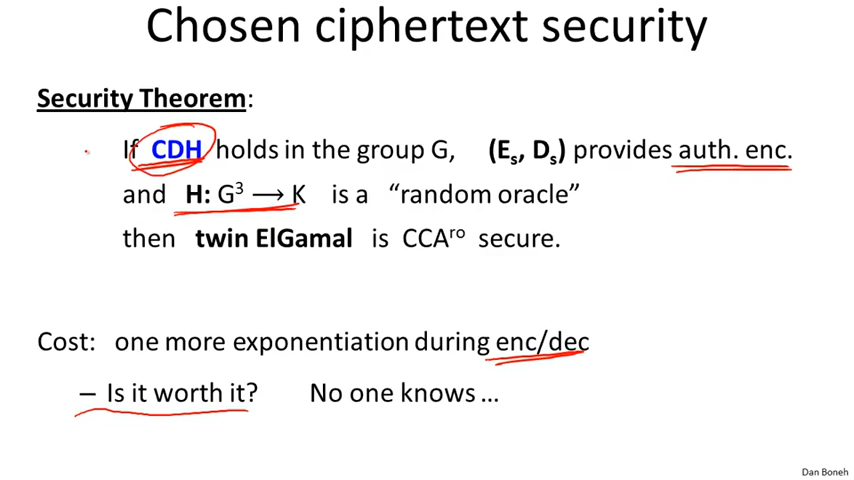 Chosen ciphertext security
Security Theorem:
If CDH holds in the group G, (Eₛ, Dₛ) provides auth. enc.
and H: G³ ⟶ K is a “random oracle”
then twin ElGamal is CCAʳᵒ secure.
Cost: one more exponentiation during enc/dec
– Is it worth it? No one knows …
Dan Boneh